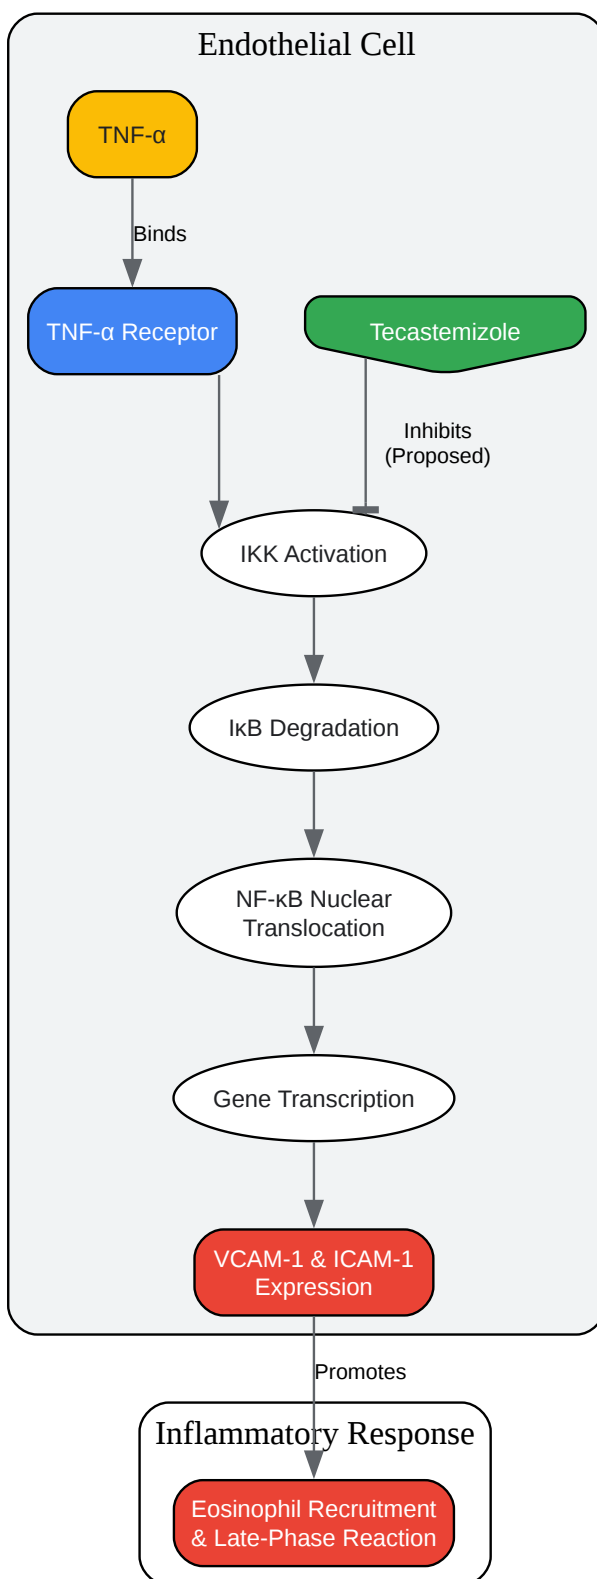 Endothelial Cell
TNF-α
Binds
TNF-α Receptor
Tecastemizole
Inhibits
(Proposed)
IKK Activation
IκB Degradation
NF-κB Nuclear
Translocation
Gene Transcription
VCAM-1 & ICAM-1
Expression
Promotes
Inflammatory Response
Eosinophil Recruitment
& Late-Phase Reaction